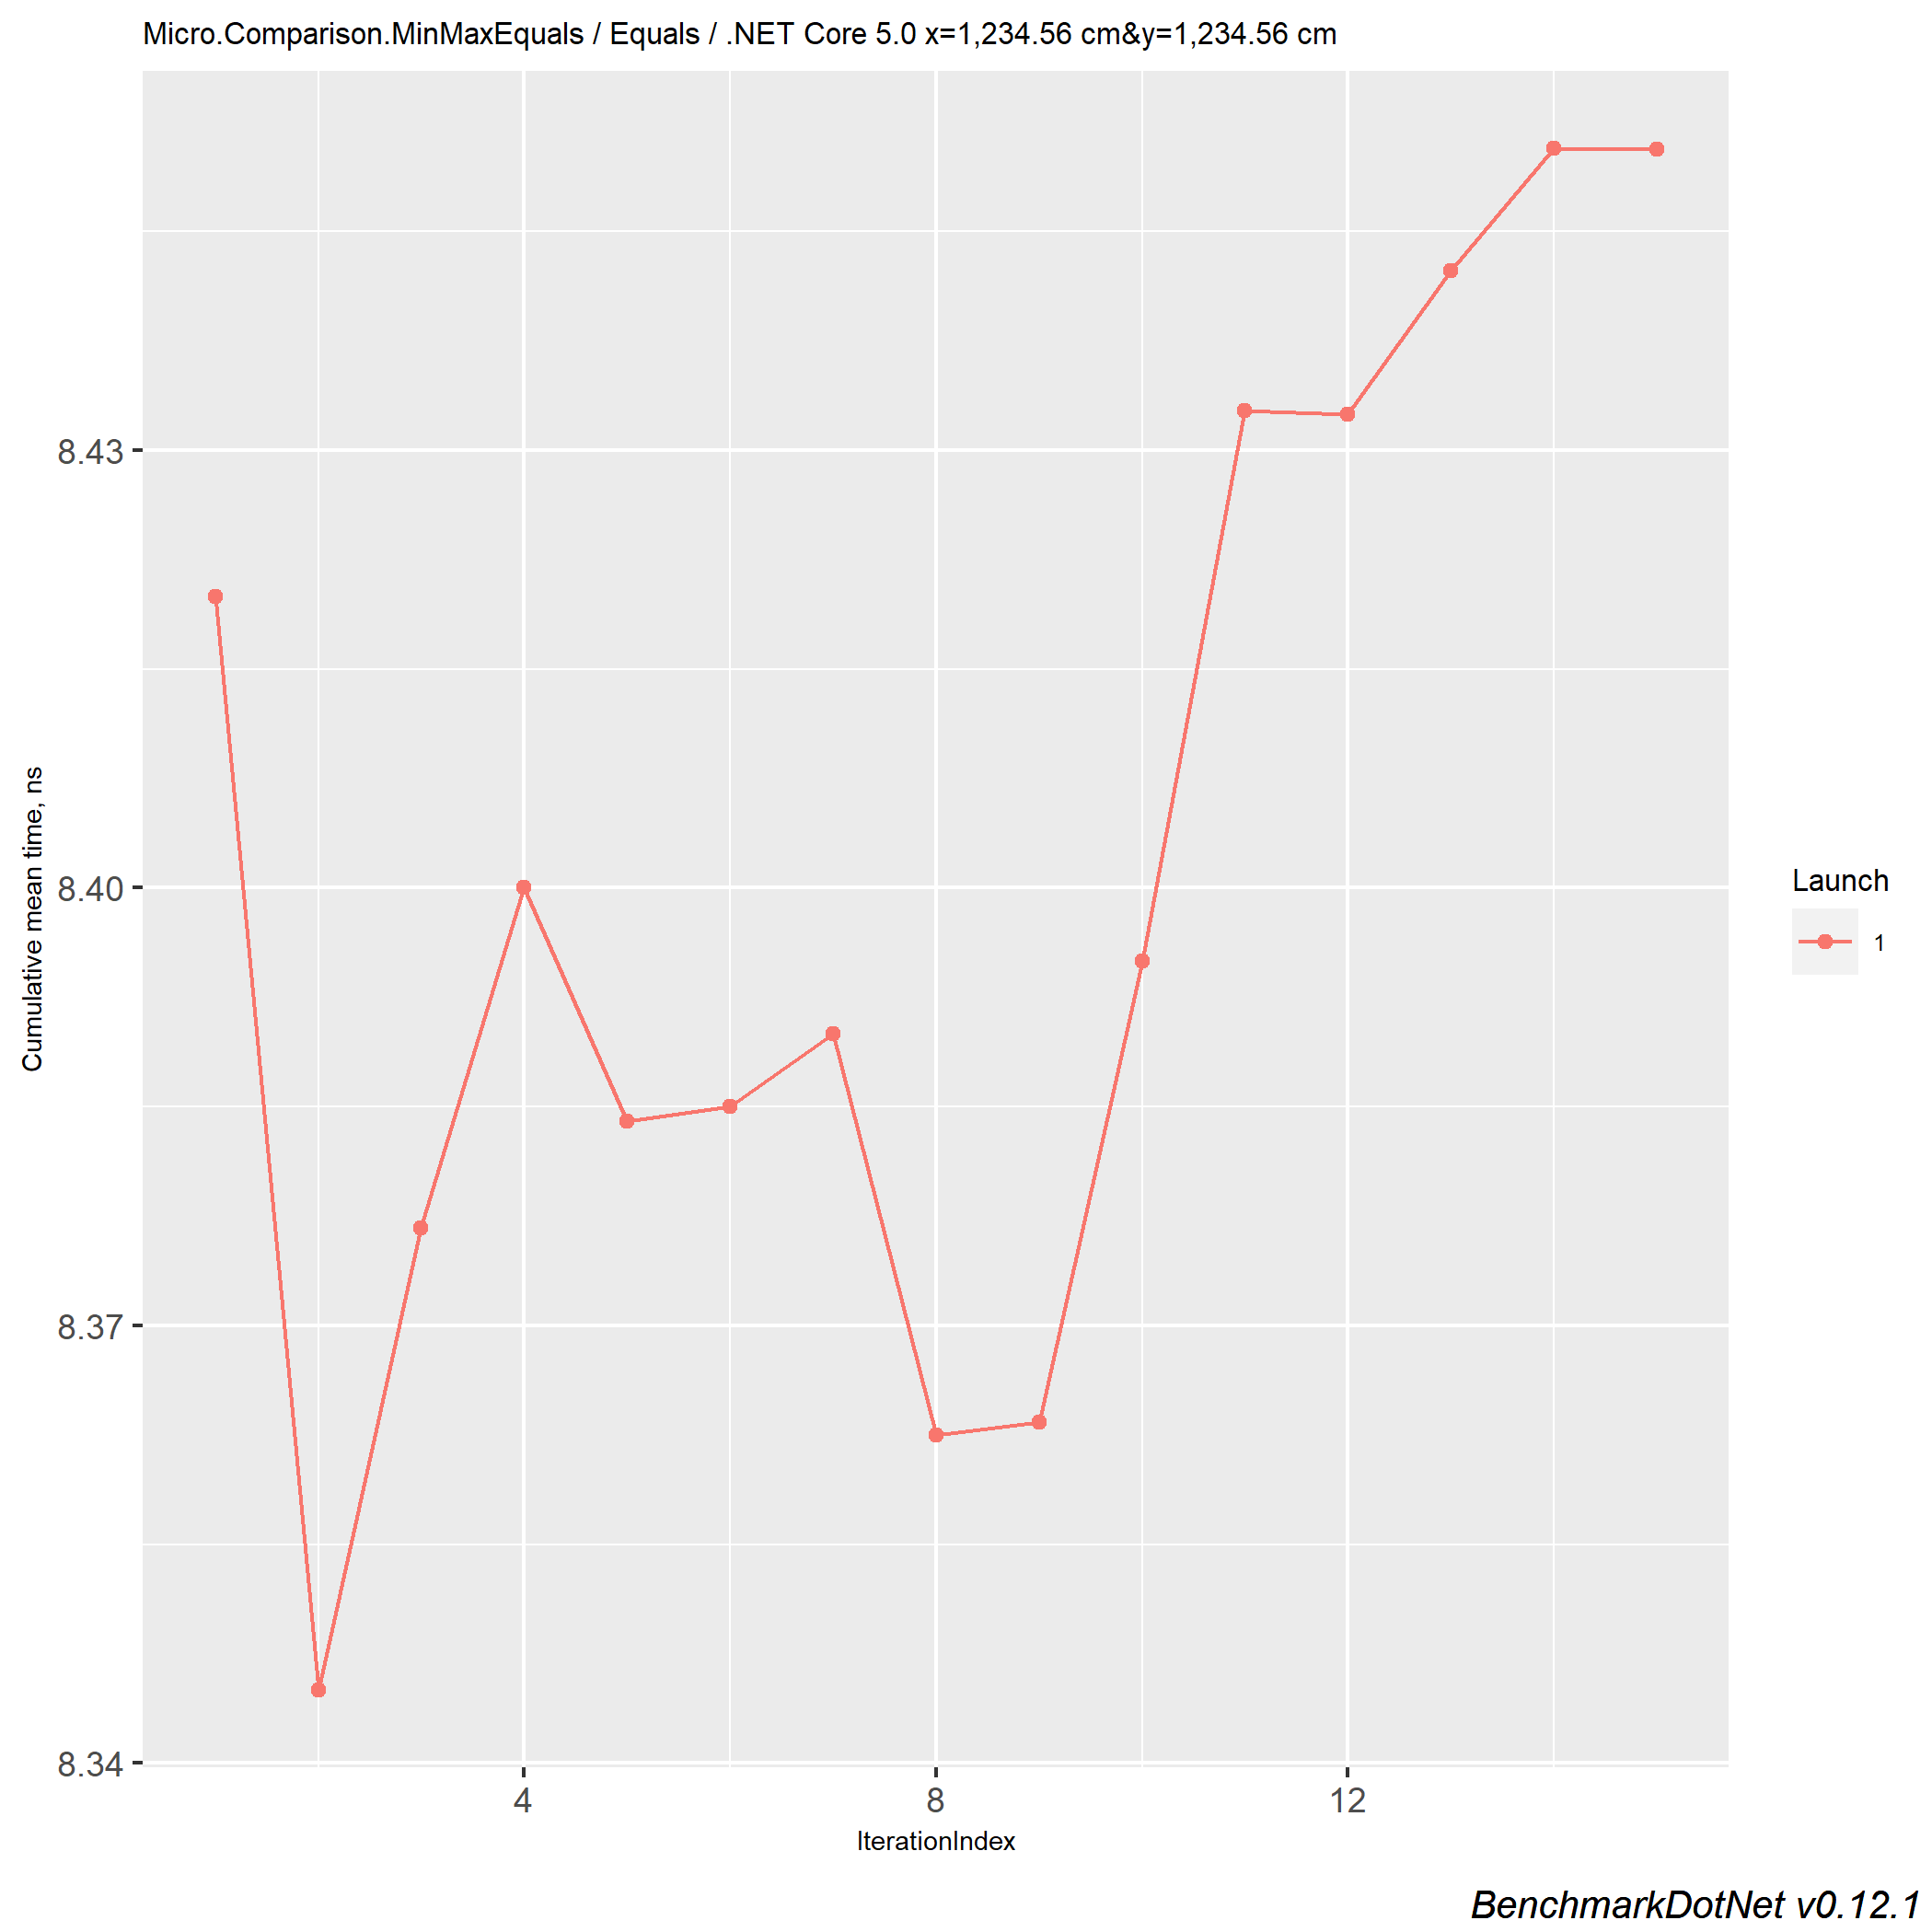 Micro.Comparison.MinMaxEquals / Equals / .NET Core 5.0 x=1,234.56 cm&y=1,234.56 cm
Cumulative mean time, ns
8.43
8.40
8.37
8.34
4
8
12
IterationIndex
Launch
1
BenchmarkDotNet v0.12.1